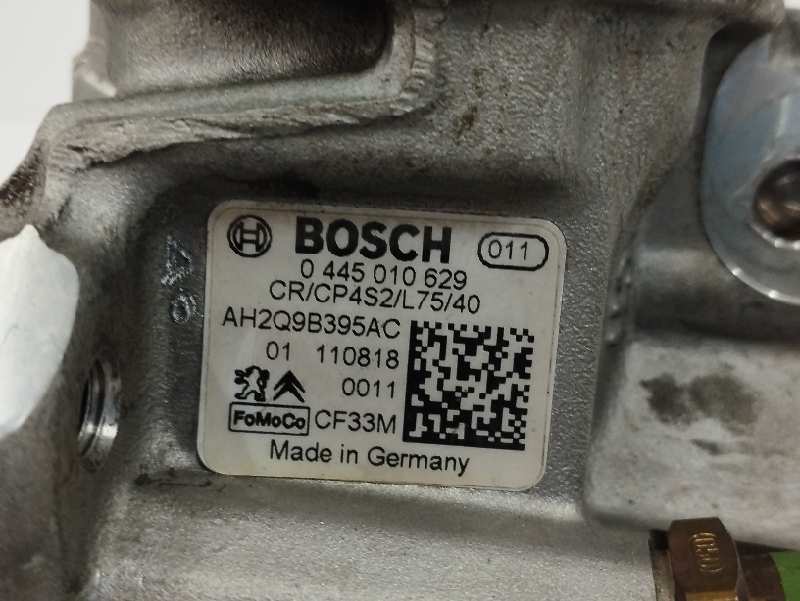 BOSCH 011
0 445 010 629
CR/CP4S2/L75/40
AH2Q9B395AC
01 110818
0011
FoMoCo CF33M
Made in Germany